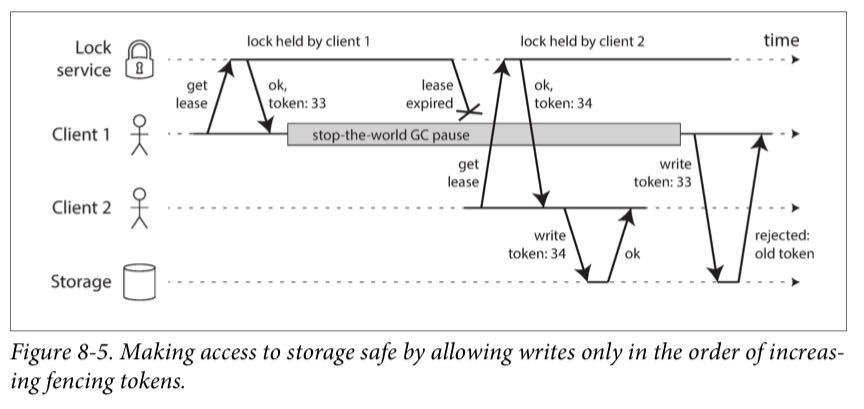 Lock
service
lock held by client 1
lock held by client 2
time
get
lease
ok,
token: 33
lease
expired
ok,
token: 34
Client 1
stop-the-world GC pause
get
lease
write
token: 33
Client 2
write
token: 34
ok
rejected:
old token
Storage
Figure 8-5. Making access to storage safe by allowing writes only in the order of increas-
ing fencing tokens.